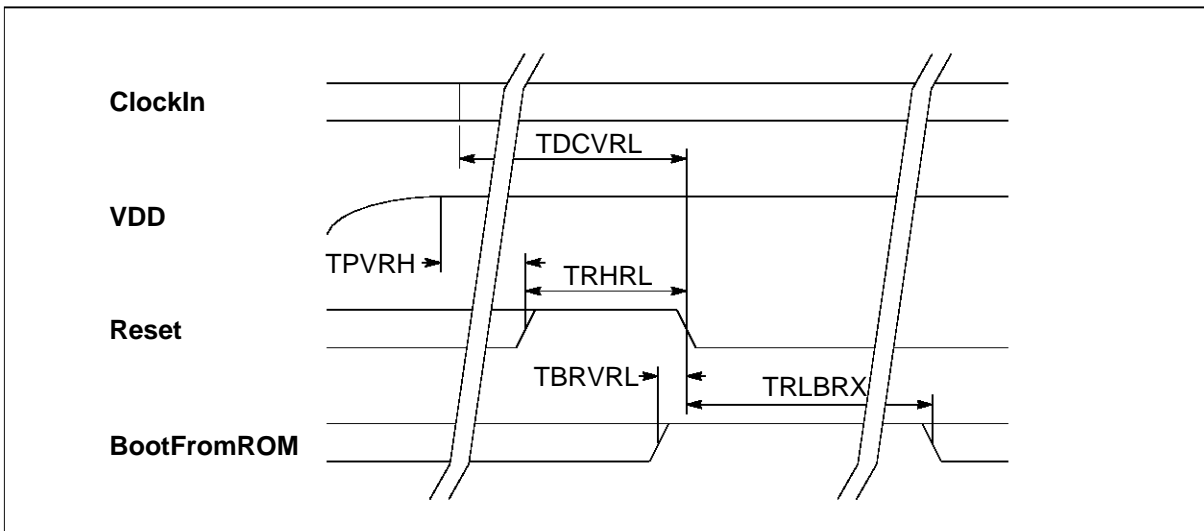 ClockIn
TDCVRL
VDD
TPVRH
TRHRL
Reset
TBRVRL
TRLBRX
BootFromROM